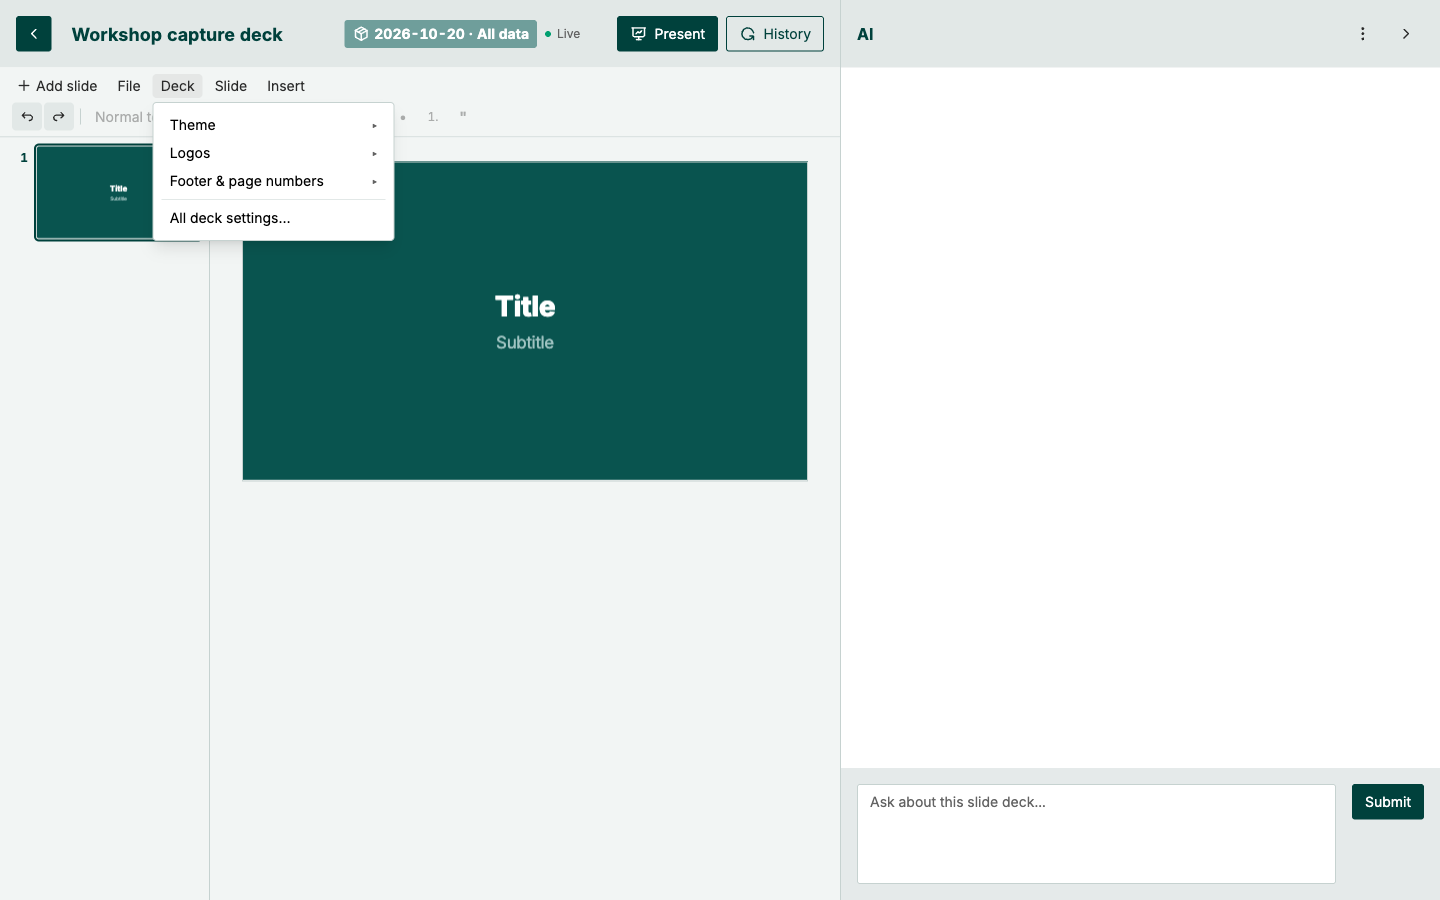 Workshop capture deck
2026-10-20 · All data
Live
Present
History
AI
Add slide
File
Deck
Slide
Insert
Normal t
•
1.
"
Theme
Logos
Footer & page numbers
All deck settings...
1
Title
Subtitle
Title
Subtitle
Ask about this slide deck...
Submit